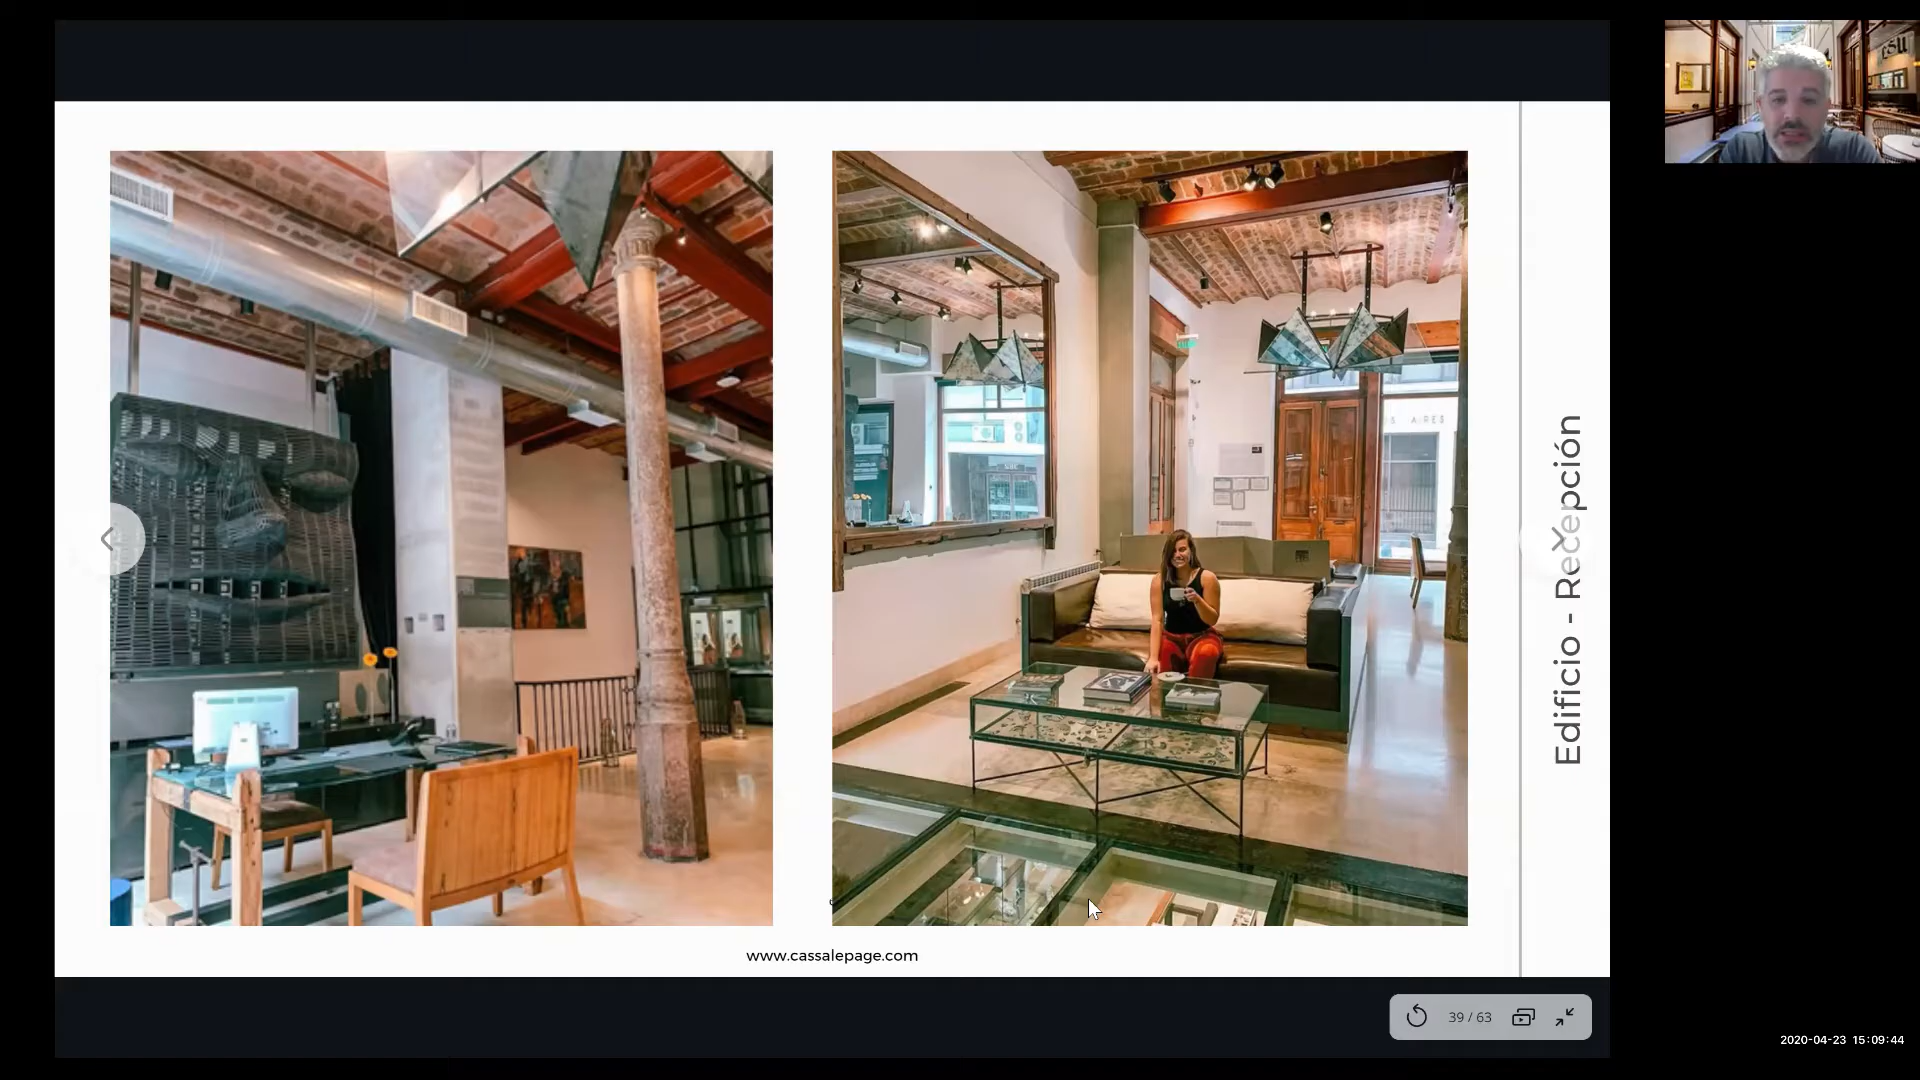 Edificio - Recepción
www.cassalepage.com
39 / 63
2020-04-23 15:09:44